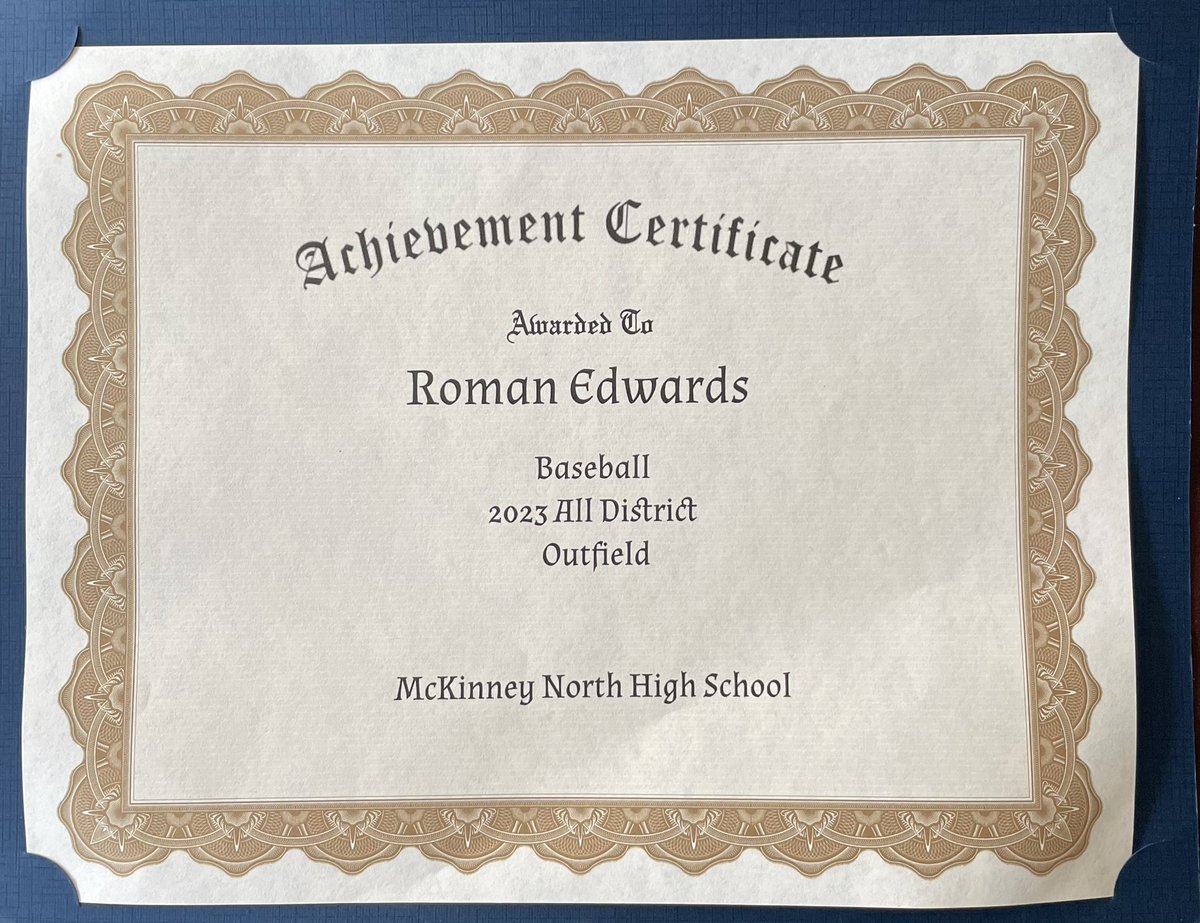 Achievement Certificate
Awarded To
Roman Edwards
Baseball
2023 All District
Outfield
McKinney North High School